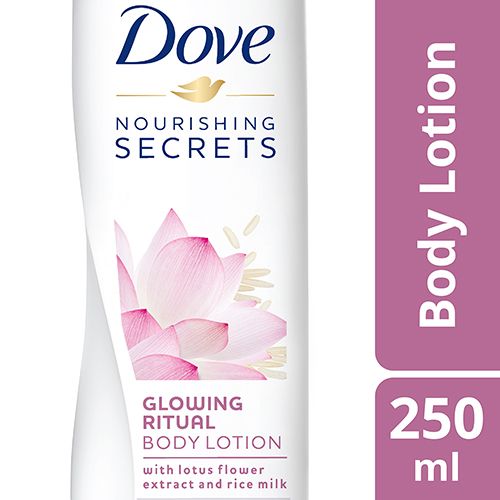 Dove
NOURISHING
SECRETS
GLOWING
RITUAL
BODY LOTION
with lotus flower
extract and rice milk
Body Lotion
250
ml